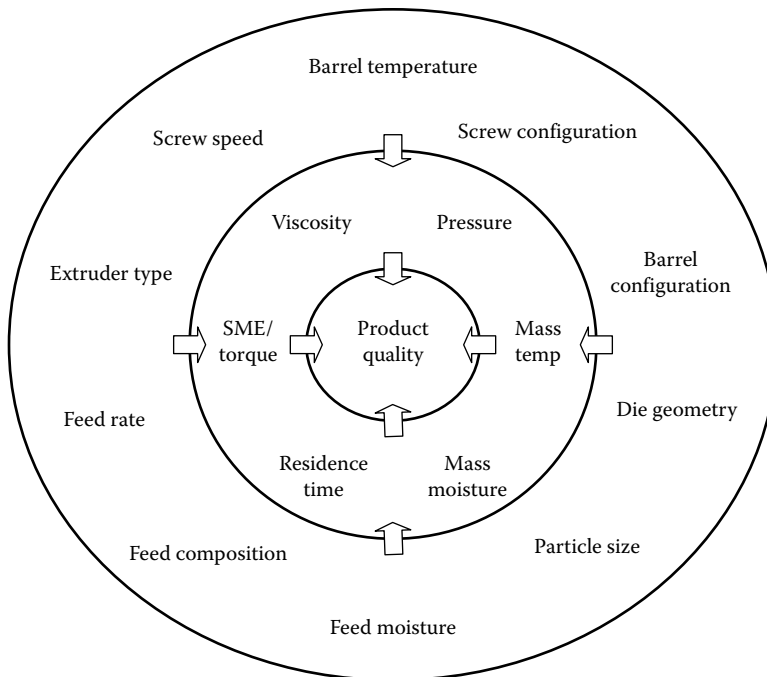 Barrel temperature
Screw speed
Screw configuration
Viscosity
Pressure
Extruder type
Barrel
configuration
SME/
torque
Product
quality
Mass
temp
Feed rate
Die geometry
Residence
time
Mass
moisture
Feed composition
Particle size
Feed moisture